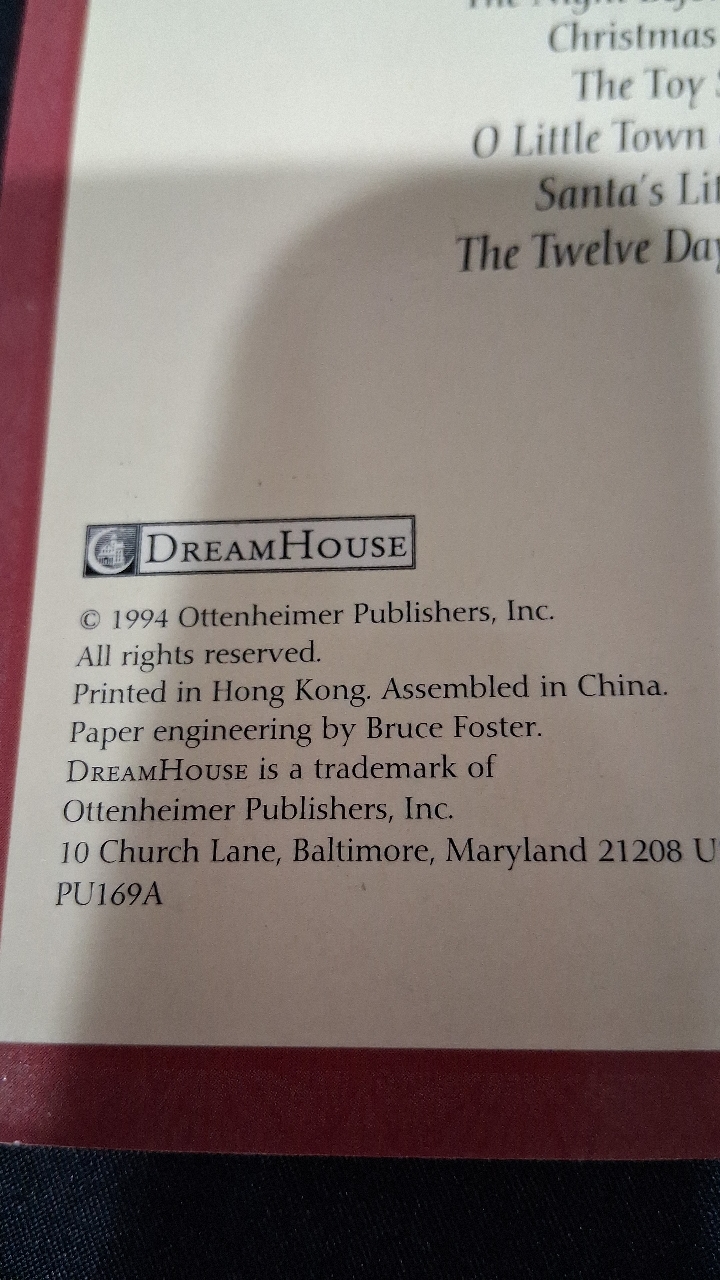 The Night
Christmas
The Toy
O Little Town
Santa's
The Twelve
DREAMHOUSE
© 1994 Ottenheimer Publishers, Inc.
All rights reserved.
Printed in Hong Kong. Assembled in China.
Paper engineering by Bruce Foster.
DREAMHOUSE is a trademark of
Ottenheimer Publishers, Inc.
10 Church Lane, Baltimore, Maryland 21208
PU169A